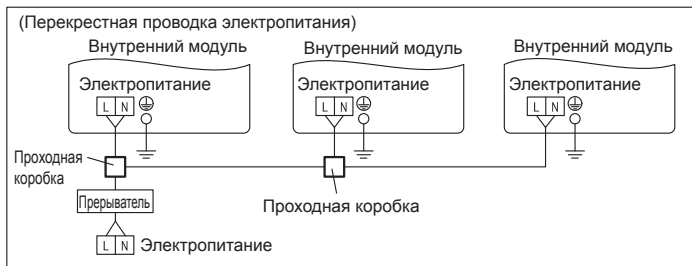 (Перекрестная проводка электропитания)
Внутренний модуль
Внутренний модуль
Внутренний модуль
Электропитание
Электропитание
Электропитание
L N
L N
L N
Проходная
коробка
Прерыватель
Проходная коробка
L N Электропитание